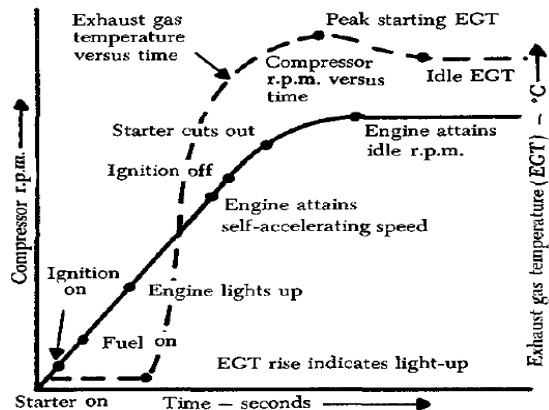 Peak starting EGT
Exhaust gas
temperature
versus time
Compressor
r.p.m. versus
time
Idle EGT
Starter cuts out
Engine attains
idle r.p.m.
Ignition off
Engine attains
self-accelerating speed
Ignition
on
Engine lights up
Fuel on
EGT rise indicates light-up
Starter on
Time – seconds
Compressor r.p.m.
Exhaust gas temperature (EGT) – °C